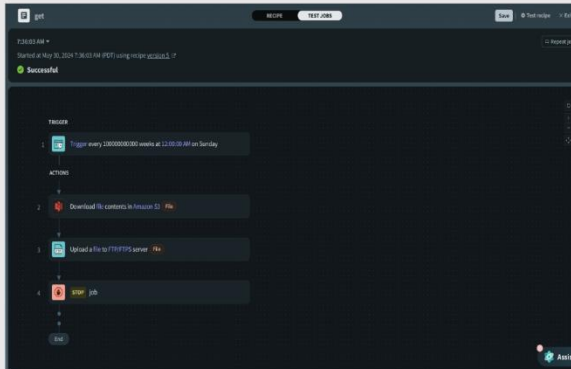 get
RECIPE
TEST JOBS
Save
Test recipe
7:36:03 AM
Repeat jo
Started at May 30, 2024 7:36:03 AM (PDT) using recipe version 5
Successful
TRIGGER
1 Trigger every 109000000000 weeks at 12:00:00 AM on Sunday
ACTIONS
2 Download file contents in Amazon S3 File
3 Upload a file to FTP/FTPS server File
4 STOP job
End
Assis